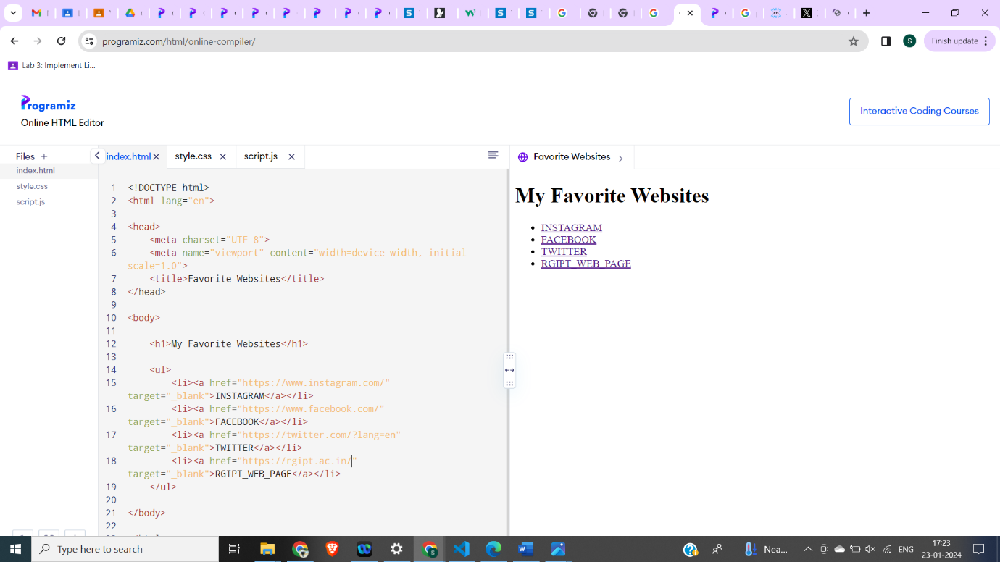 programiz.com/html/online-compiler/
Finish update
Lab 3: Implement Li...
Programiz
Online HTML Editor
Interactive Coding Courses
Files +
index.html
style.css
script.js
index.html
style.css
script.js
1 <!DOCTYPE html>
2 <html lang="en">
3
4 <head>
5 <meta charset="UTF-8">
6 <meta name="viewport" content="width=device-width, initial-
scale=1.0">
7 <title>Favorite Websites</title>
8 </head>
9
10 <body>
11
12 <h1>My Favorite Websites</h1>
13
14 <ul>
15 <li><a href="https://www.instagram.com/"
target="_blank">INSTAGRAM</a></li>
16 <li><a href="https://www.facebook.com/"
target="_blank">FACEBOOK</a></li>
17 <li><a href="https://twitter.com/?lang=en"
target="_blank">TWITTER</a></li>
18 <li><a href="https://rgipt.ac.in/"
target="_blank">RGIPT_WEB_PAGE</a></li>
19 </ul>
20
21 </body>
22
Favorite Websites
My Favorite Websites
• INSTAGRAM
• FACEBOOK
• TWITTER
• RGIPT_WEB_PAGE
Type here to search
Nea...
ENG
17:23
23-01-2024